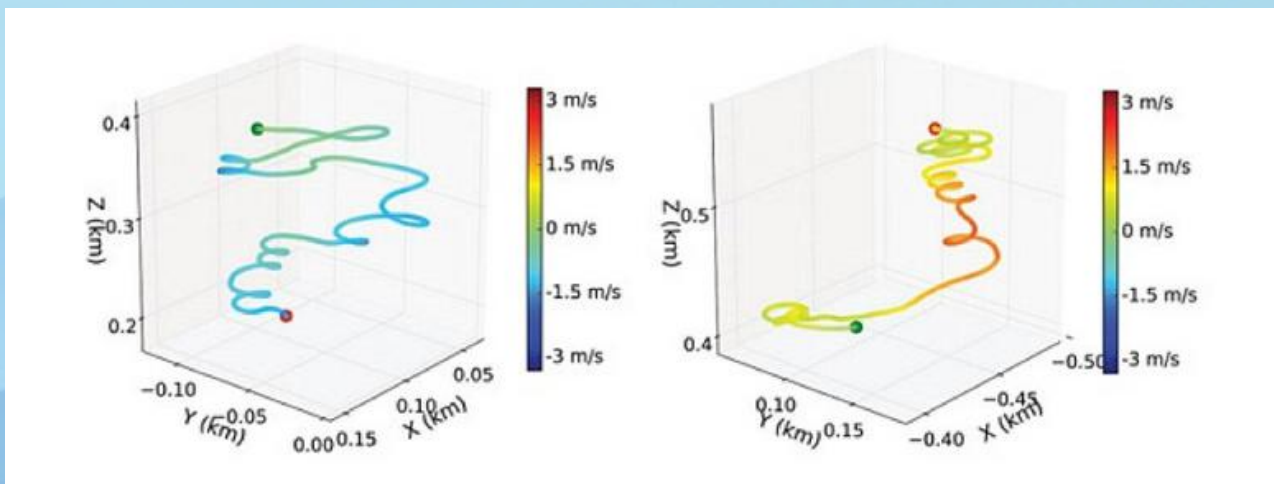 0.4
0.3
0.2
Z (km)
−0.10
−0.05
0.00
Y (km)
0.15
0.10
0.05
X (km)
3 m/s
1.5 m/s
0 m/s
-1.5 m/s
-3 m/s
0.5
0.4
Z (km)
0.10
0.15
Y (km)
−0.40
−0.45
−0.50
X (km)
3 m/s
1.5 m/s
0 m/s
-1.5 m/s
-3 m/s